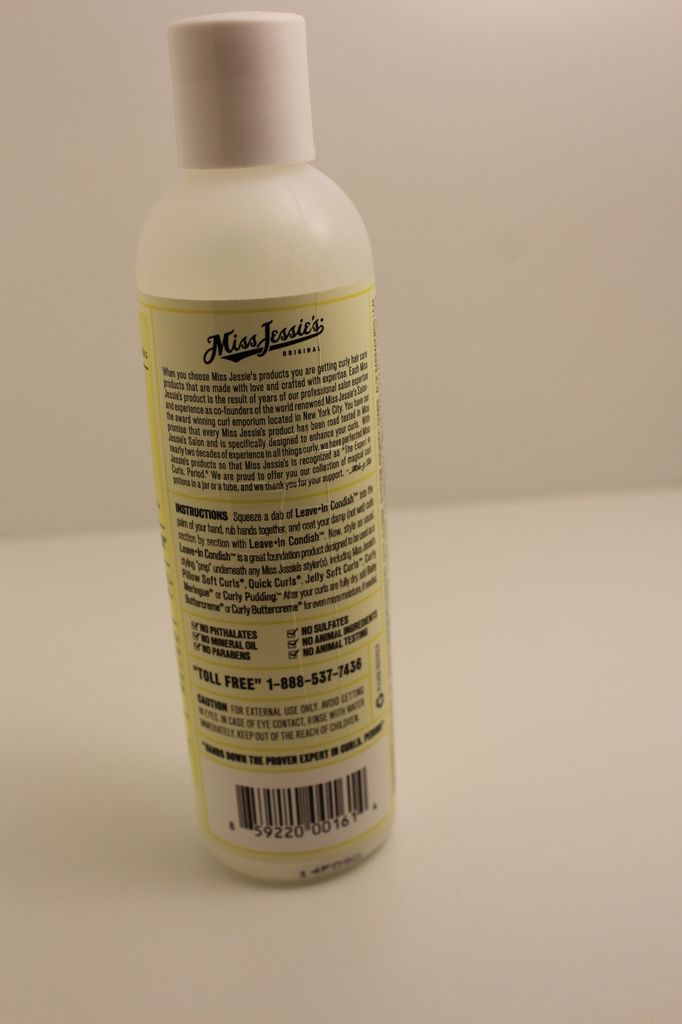 Miss Jessie's
ORIGINAL
When you choose Miss Jessie's products you are getting curly hair care
products that are made with love and crafted with expertise. Each Miss
Jessie's product is the result of years of our professional salon expertise
and experience as co-founders of the world renowned Miss Jessie's Salon-
the award winning curl emporium located in New York City. You have our
promise that every Miss Jessie's product has been road tested in Miss
Jessie's Salon and is specifically designed to enhance your curls. With
nearly two decades of experience in all things curly, we have perfected Miss
Jessie's products so that Miss Jessie's is recognized as "The Expert in
Curls. Period." We are proud to offer you our collection of magical curl
potions in a jar or a tube, and we thank you for your support.
INSTRUCTIONS Squeeze a dab of Leave-In Condish™ into the
palm of your hand, rub hands together, and coat your damp (not wet) curls
section by section with Leave-In Condish™. Now, style as usual.
Leave-In Condish™ is a great foundation product designed to be used as a
styling "prep" underneath any Miss Jessie's styler(s), including Miss Jessie's
Pillow Soft Curls®, Quick Curls®, Jelly Soft Curls™, Curly
Meringue® or Curly Pudding.™ After your curls are fully dry, add Baby
Buttercreme® or Curly Buttercreme® for even more moisture, if needed.
NO PHTHALATES
NO MINERAL OIL
NO PARABENS
NO SULFATES
NO ANIMAL INGREDIENTS
NO ANIMAL TESTING
"TOLL FREE" 1-888-537-7436
CAUTION FOR EXTERNAL USE ONLY. AVOID GETTING
IN EYES. IN CASE OF EYE CONTACT, RINSE WITH WATER
IMMEDIATELY. KEEP OUT OF THE REACH OF CHILDREN.
"HANDS DOWN THE PROVEN EXPERT IN CURLS. PERIOD"
PLEASE RECYCLE
8 59220 00161 4